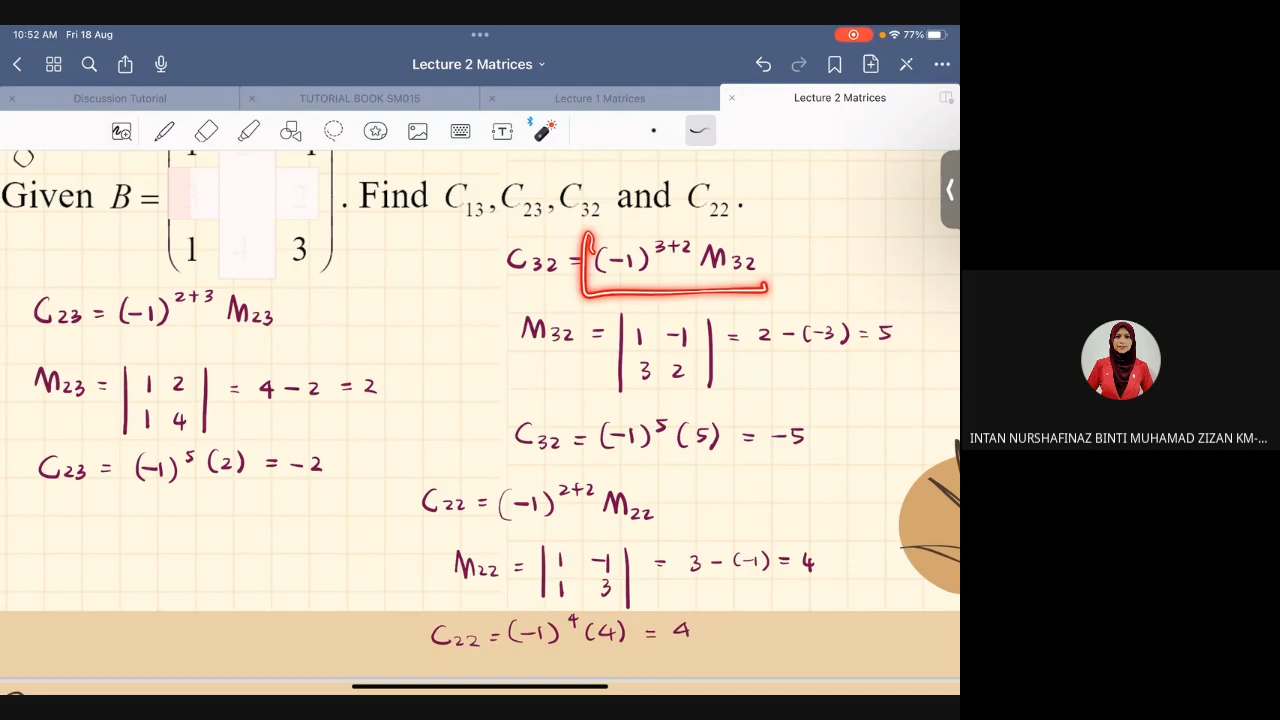 10:52 AM Fri 18 Aug
77%
Lecture 2 Matrices
Discussion Tutorial
TUTORIAL BOOK SM015
Lecture 1 Matrices
Lecture 2 Matrices
Given B = . Find C₁₃, C₂₃, C₃₂ and C₂₂.
1 4 3
C₃₂ = (-1)³⁺² M₃₂
C₂₃ = (-1)²⁺³ M₂₃
M₃₂ = | 1 -1 | = 2 - (-3) = 5
3 2
M₂₃ = | 1 2 | = 4 - 2 = 2
1 4
C₃₂ = (-1)⁵ (5) = -5
C₂₃ = (-1)⁵ (2) = -2
C₂₂ = (-1)²⁺² M₂₂
M₂₂ = | 1 -1 | = 3 - (-1) = 4
1 3
C₂₂ = (-1)⁴ (4) = 4
INTAN NURSHAFINAZ BINTI MUHAMAD ZIZAN KM-...